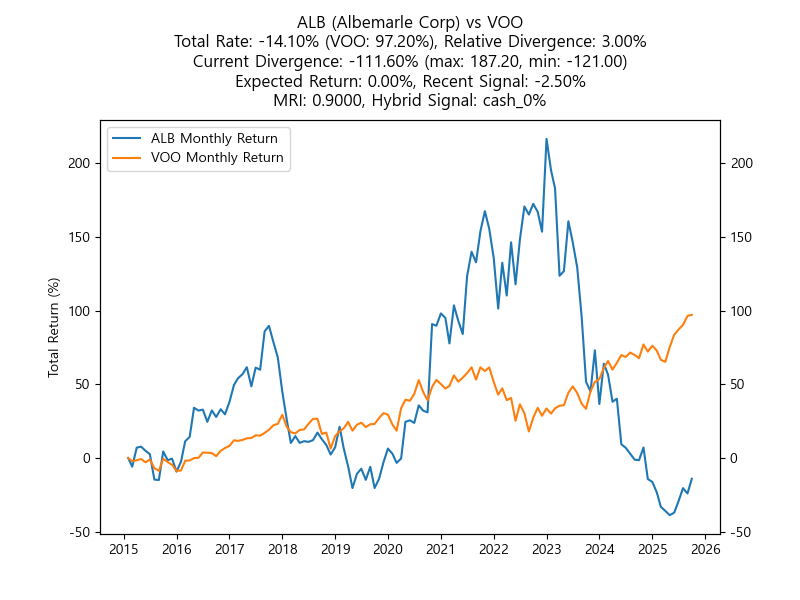 ALB (Albemarle Corp) vs VOO
Total Rate: -14.10% (VOO: 97.20%), Relative Divergence: 3.00%
Current Divergence: -111.60% (max: 187.20, min: -121.00)
Expected Return: 0.00%, Recent Signal: -2.50%
MRI: 0.9000, Hybrid Signal: cash_0%
ALB Monthly Return
VOO Monthly Return
Total Return (%)
200 200
150 150
100 100
50 50
0 0
-50 -50
2015 2016 2017 2018 2019 2020 2021 2022 2023 2024 2025 2026